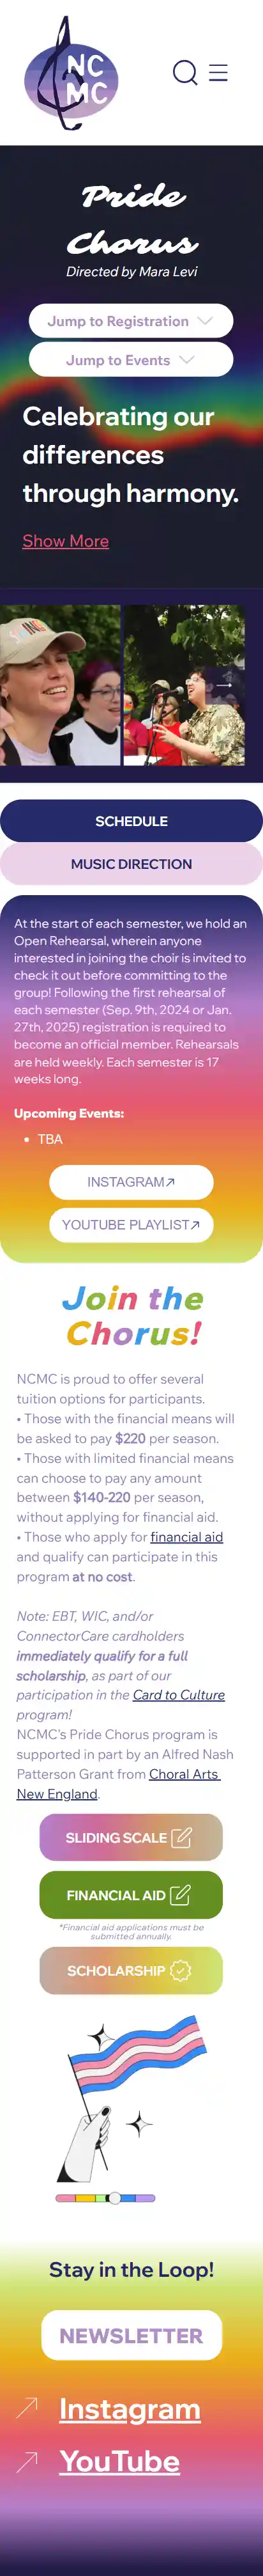 NC
MC
Pride
Chorus
Directed by Mara Levi
Jump to Registration
Jump to Events
Celebrating our
differences
through harmony.
Show More
SCHEDULE
MUSIC DIRECTION
At the start of each semester, we hold an
Open Rehearsal, wherein anyone
interested in joining the choir is invited to
check it out before committing to the
group! Following the first rehearsal of
each semester (Sep. 9th, 2024 or Jan.
27th, 2025) registration is required to
become an official member. Rehearsals
are held weekly. Each semester is 17
weeks long.
Upcoming Events:
• TBA
INSTAGRAM↗
YOUTUBE PLAYLIST↗
Join the
Chorus!
NCMC is proud to offer several
tuition options for participants.
• Those with the financial means will
be asked to pay $220 per season.
• Those with limited financial means
can choose to pay any amount
between $140-220 per season,
without applying for financial aid.
• Those who apply for financial aid
and qualify can participate in this
program at no cost.
Note: EBT, WIC, and/or
ConnectorCare cardholders
immediately qualify for a full
scholarship, as part of our
participation in the Card to Culture
program!
NCMC's Pride Chorus program is
supported in part by an Alfred Nash
Patterson Grant from Choral Arts
New England.
SLIDING SCALE
FINANCIAL AID
*Financial aid applications must be
submitted annually.
SCHOLARSHIP
Stay in the Loop!
NEWSLETTER
Instagram
YouTube